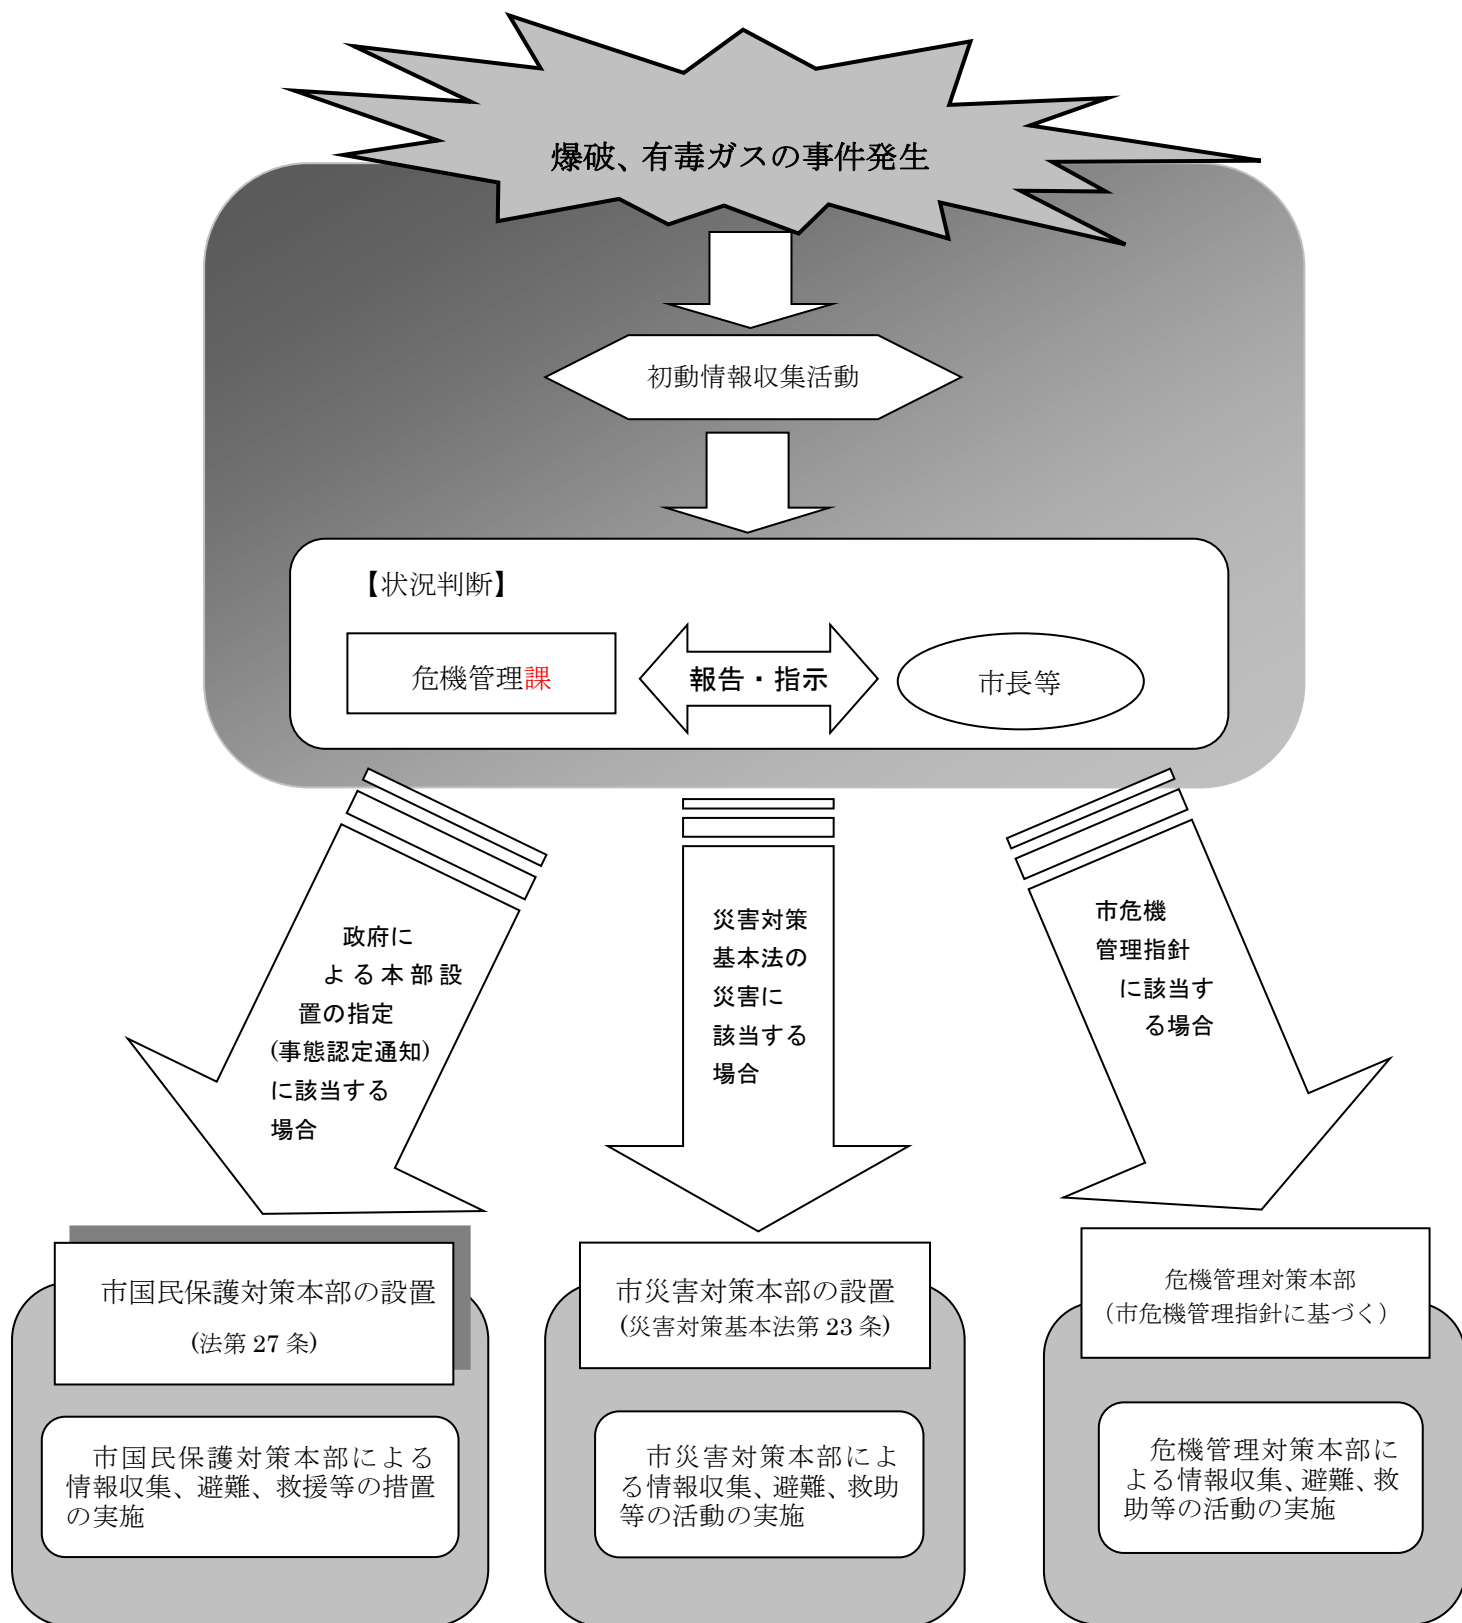 爆破、有毒ガスの事件発生
初動情報収集活動
【状況判断】
危機管理課
報告・指示
市長等
政府に
よる本部設
置の指定
(事態認定通知)
に該当する
場合
災害対策
基本法の
災害に
該当する
場合
市危機
管理指針
に該当す
る場合
市国民保護対策本部の設置
(法第 27 条)
市災害対策本部の設置
(災害対策基本法第 23 条)
危機管理対策本部
（市危機管理指針に基づく）
市国民保護対策本部による
情報収集、避難、救援等の措置
の実施
市災害対策本部によ
る情報収集、避難、救助
等の活動の実施
危機管理対策本部に
よる情報収集、避難、救
助等の活動の実施